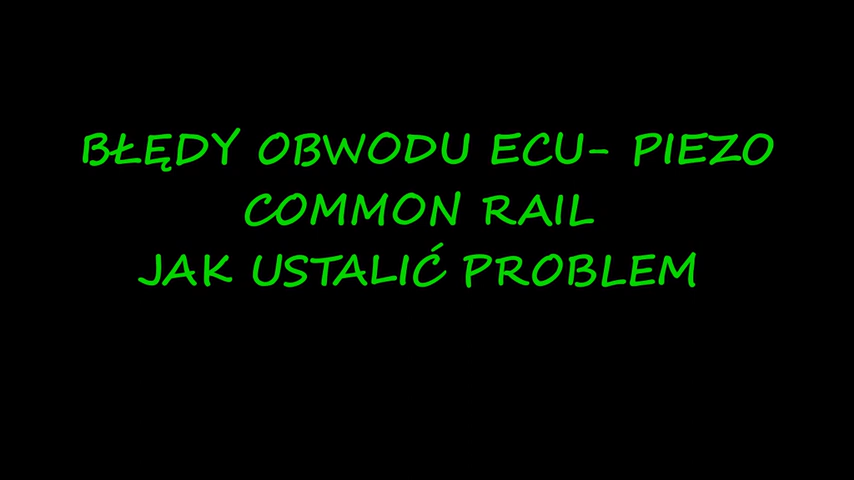 BŁĘDY OBWODU ECU- PIEZO
COMMON RAIL
JAK USTALIĆ PROBLEM